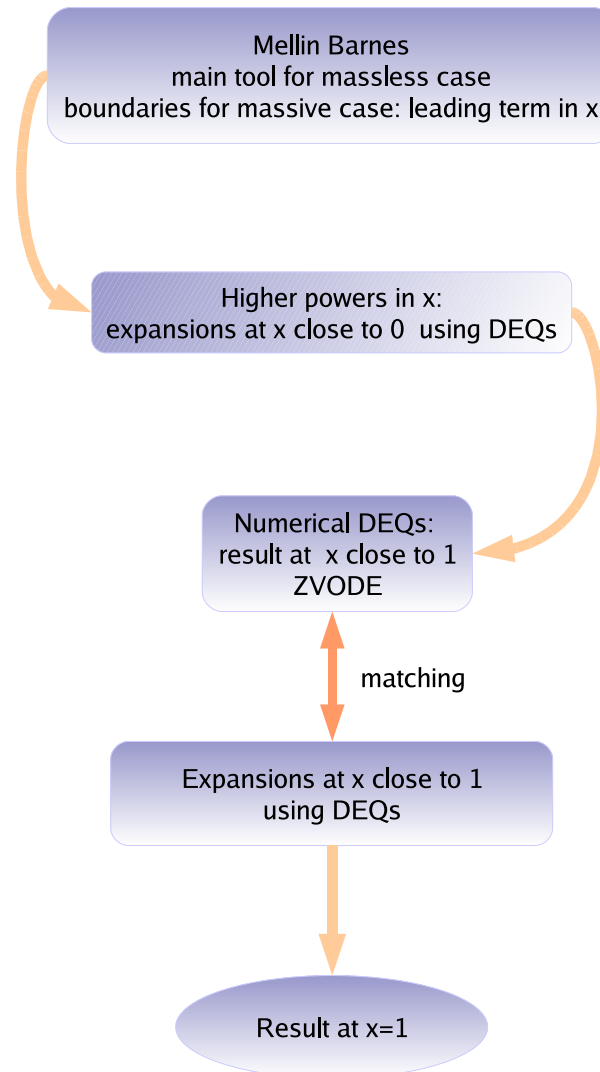 Mellin Barnes
main tool for massless case
boundaries for massive case: leading term in x
Higher powers in x:
expansions at x close to 0 using DEQs
Numerical DEQs:
result at x close to 1
ZVODE
matching
Expansions at x close to 1
using DEQs
Result at x=1